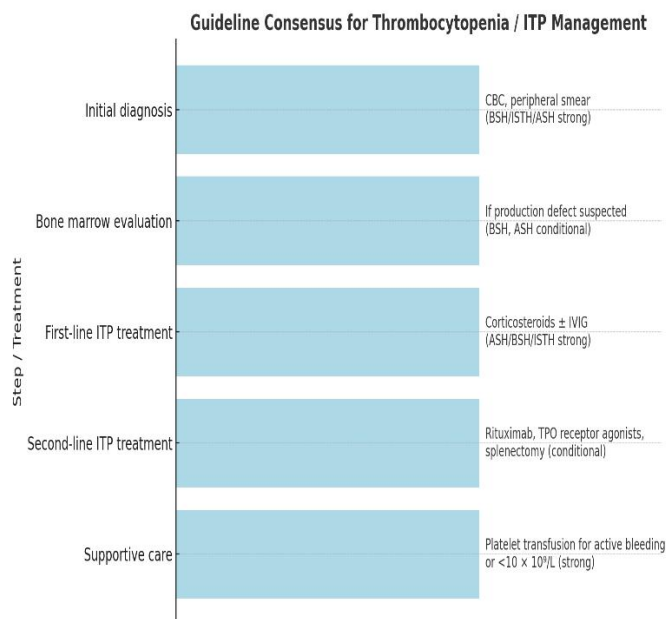 Guideline Consensus for Thrombocytopenia / ITP Management
Step / Treatment
Initial diagnosis
CBC, peripheral smear
(BSH/ISTH/ASH strong)
Bone marrow evaluation
If production defect suspected
(BSH, ASH conditional)
First-line ITP treatment
Corticosteroids ± IVIG
(ASH/BSH/ISTH strong)
Second-line ITP treatment
Rituximab, TPO receptor agonists,
splenectomy (conditional)
Supportive care
Platelet transfusion for active bleeding
or <10 × 10⁹/L (strong)